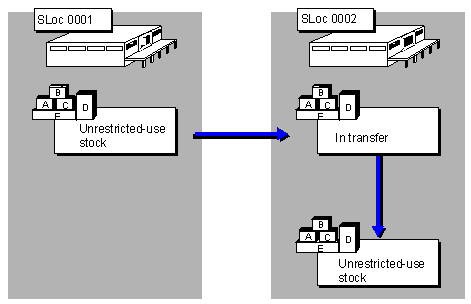 SLoc 0001
SLoc 0002
B
A C D
E
Unrestricted-use
stock
B
A C D
E
In transfer
B
A C D
E
Unrestricted-use
stock